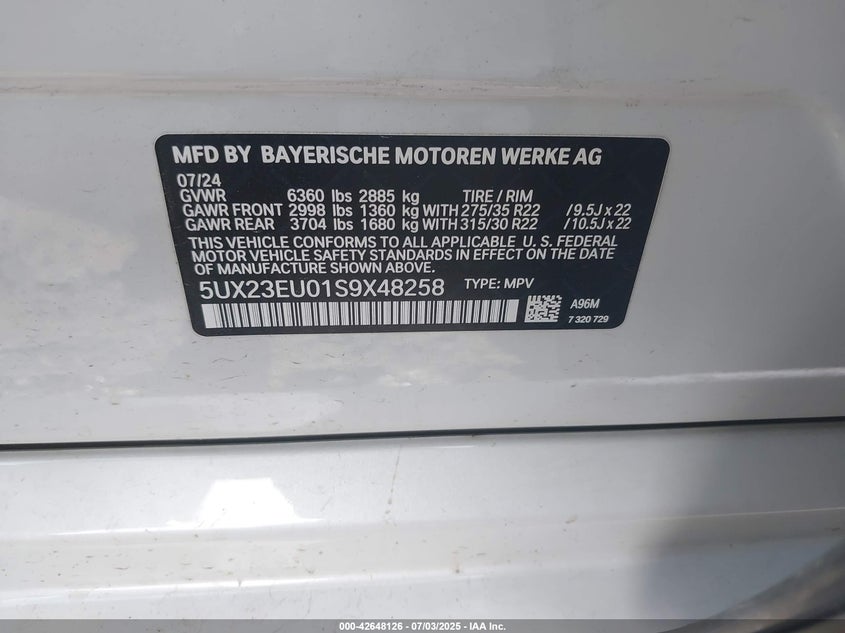 MFD BY BAYERISCHE MOTOREN WERKE AG
07/24
GVWR 6360 lbs 2885 kg TIRE / RIM
GAWR FRONT 2998 lbs 1360 kg WITH 275/35 R22 / 9.5J x 22
GAWR REAR 3704 lbs 1680 kg WITH 315/30 R22 / 10.5J x 22
THIS VEHICLE CONFORMS TO ALL APPLICABLE U. S. FEDERAL
MOTOR VEHICLE SAFETY STANDARDS IN EFFECT ON THE DATE
OF MANUFACTURE SHOWN ABOVE.
5UX23EU01S9X48258 TYPE: MPV
A96M
7 320 729
000-42648126 - 07/03/2025 - IAA Inc.